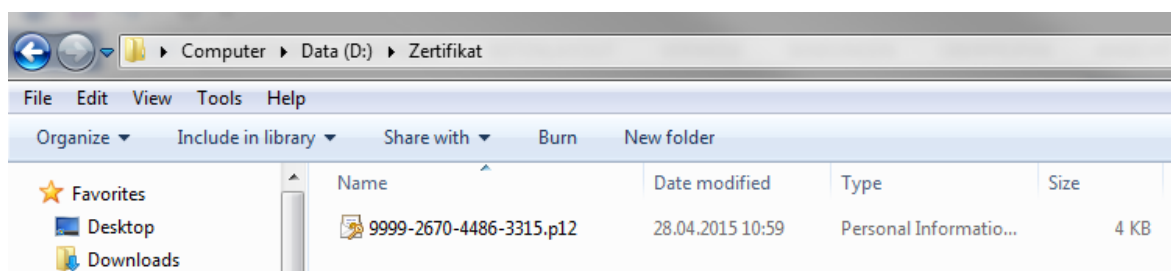 Computer Data (D:) Zertifikat
File Edit View Tools Help
Organize Include in library Share with Burn New folder
Name Date modified Type Size
Favorites
9999-2670-4486-3315.p12 28.04.2015 10:59 Personal Informatio... 4 KB
Desktop
Downloads